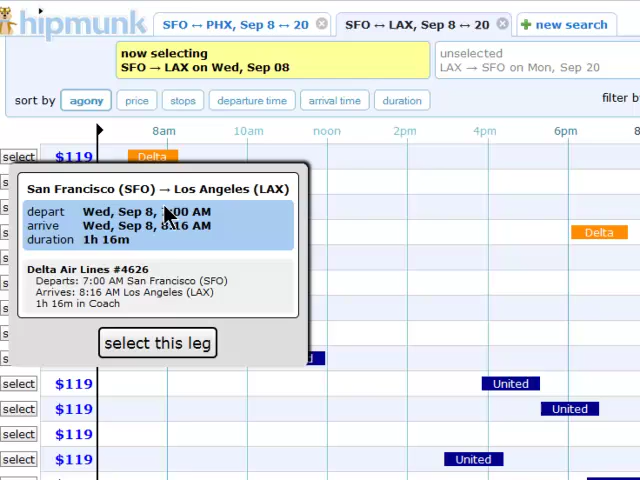 hipmunk
SFO ↔ PHX, Sep 8 ↔ 20
SFO ↔ LAX, Sep 8 ↔ 20
new search
now selecting
SFO → LAX on Wed, Sep 08
unselected
LAX → SFO on Mon, Sep 20
sort by agony price stops departure time arrival time duration
filter
8am 10am noon 2pm 4pm 6pm
select $119 Delta
San Francisco (SFO) → Los Angeles (LAX)
depart Wed, Sep 8, :00 AM
arrive Wed, Sep 8, 8:16 AM
duration 1h 16m
Delta
Delta Air Lines #4626
Departs: 7:00 AM San Francisco (SFO)
Arrives: 8:16 AM Los Angeles (LAX)
1h 16m in Coach
select this leg
select $119 United
select $119 United
select $119
select $119 United